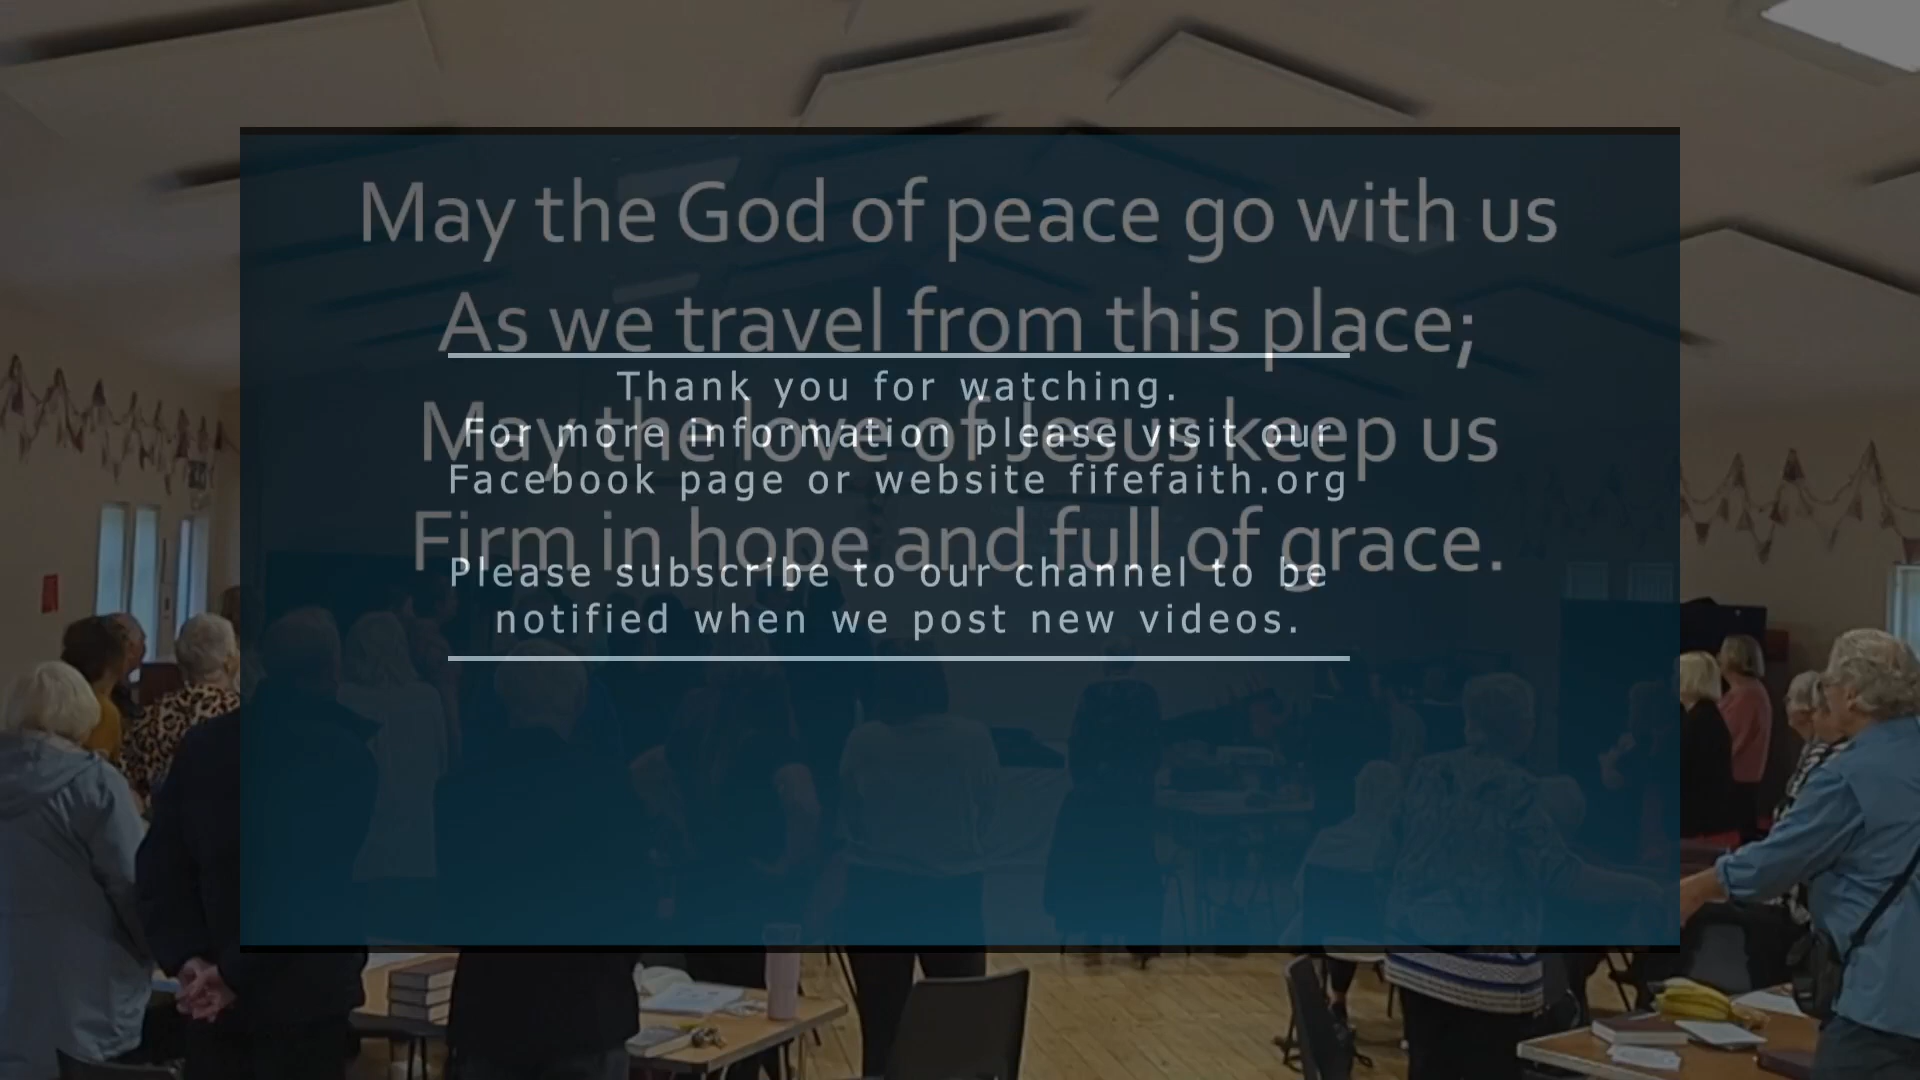 May the God of peace go with us
As we travel from this place;
May the love of Jesus keep us
Firm in hope and full of grace.
Thank you for watching.
For more information please visit our
Facebook page or website fifefaith.org
Please subscribe to our channel to be
notified when we post new videos.